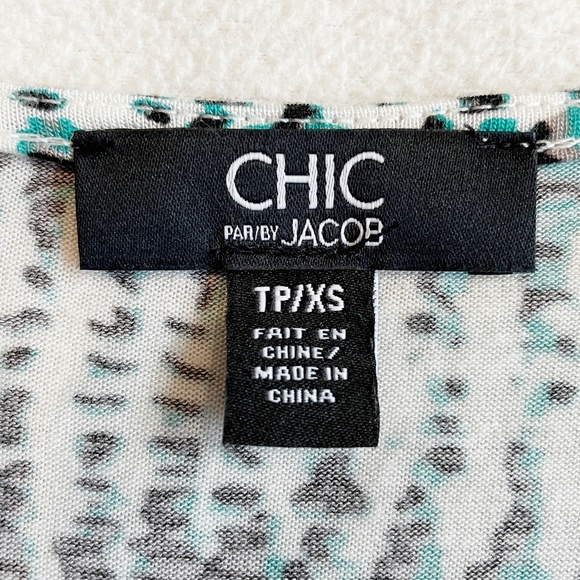 CHIC
PAR/BY JACOB
TP/XS
FAIT EN
CHINE/
MADE IN
CHINA